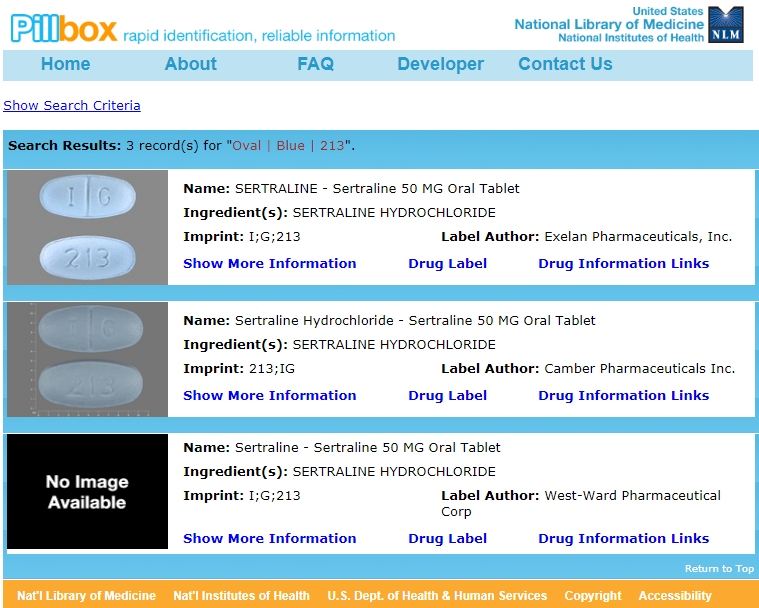 Pillbox rapid identification, reliable information
United States
National Library of Medicine
National Institutes of Health
NLM
Home About FAQ Developer Contact Us
Show Search Criteria
Search Results: 3 record(s) for "Oval | Blue | 213".
I G
213
Name: SERTRALINE - Sertraline 50 MG Oral Tablet
Ingredient(s): SERTRALINE HYDROCHLORIDE
Imprint: I;G;213 Label Author: Exelan Pharmaceuticals, Inc.
Show More Information Drug Label Drug Information Links
I G
213
Name: Sertraline Hydrochloride - Sertraline 50 MG Oral Tablet
Ingredient(s): SERTRALINE HYDROCHLORIDE
Imprint: 213;IG Label Author: Camber Pharmaceuticals Inc.
Show More Information Drug Label Drug Information Links
No Image
Available
Name: Sertraline - Sertraline 50 MG Oral Tablet
Ingredient(s): SERTRALINE HYDROCHLORIDE
Imprint: I;G;213 Label Author: West-Ward Pharmaceutical
Corp
Show More Information Drug Label Drug Information Links
Return to Top
Nat'l Library of Medicine Nat'l Institutes of Health U.S. Dept. of Health & Human Services Copyright Accessibility